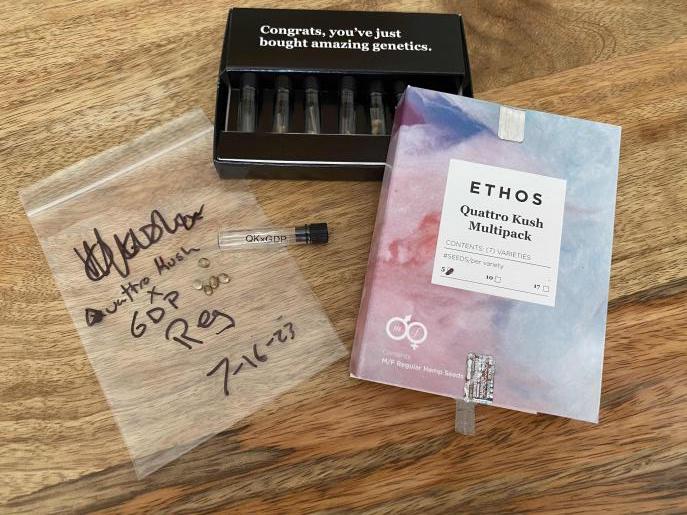 Congrats, you've just
bought amazing genetics.
ETHOS
Quattro Kush
Multipack
CONTENTS: (7) VARIETIES
#SEEDS/per variety
5
10
17
m f
Contents
M/F Regular Hemp Seeds
QKxGDP
Quattro Kush
X
GDP
Reg
7-16-23